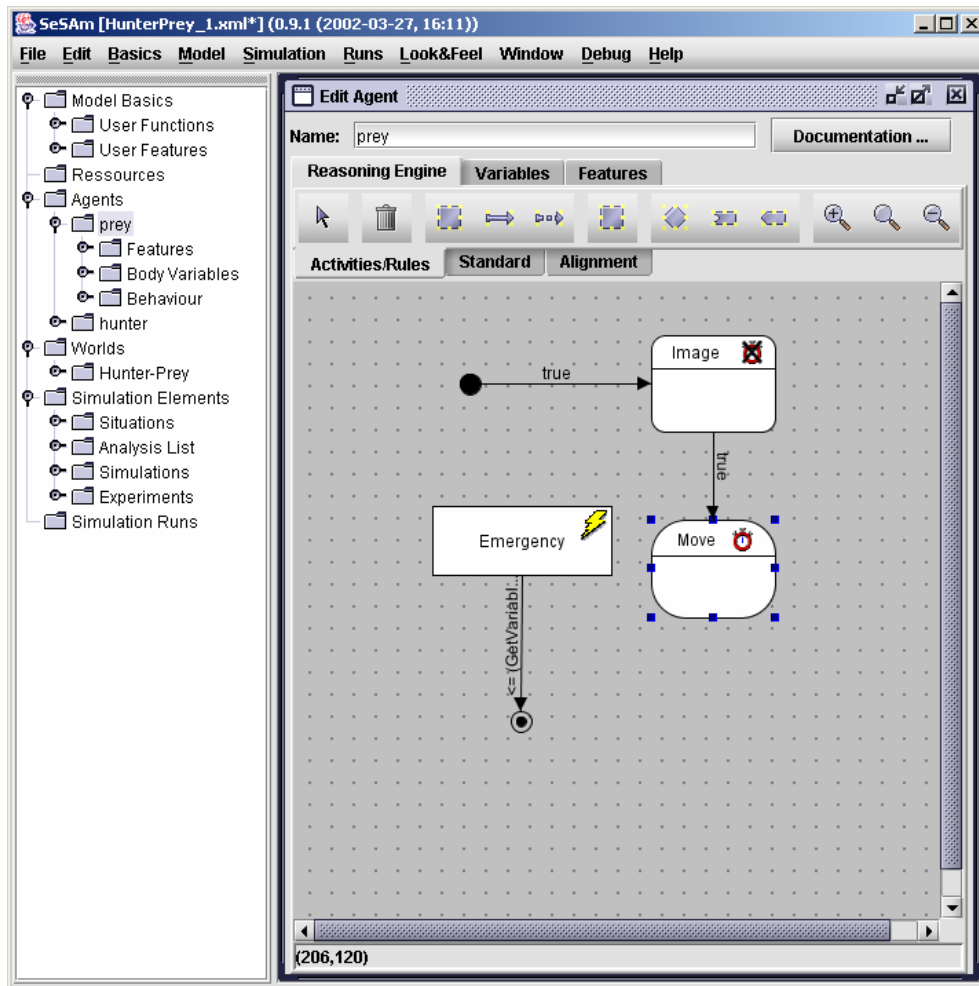 SeSAm [HunterPrey_1.xml*] (0.9.1 (2002-03-27, 16:11))
File Edit Basics Model Simulation Runs Look&Feel Window Debug Help
Model Basics
User Functions
User Features
Ressources
Agents
prey
Features
Body Variables
Behaviour
hunter
Worlds
Hunter-Prey
Simulation Elements
Situations
Analysis List
Simulations
Experiments
Simulation Runs
Edit Agent
Name: prey Documentation ...
Reasoning Engine Variables Features
Activities/Rules Standard Alignment
Image
true
true
Move
Emergency
<= (GetVariabl...
(206,120)